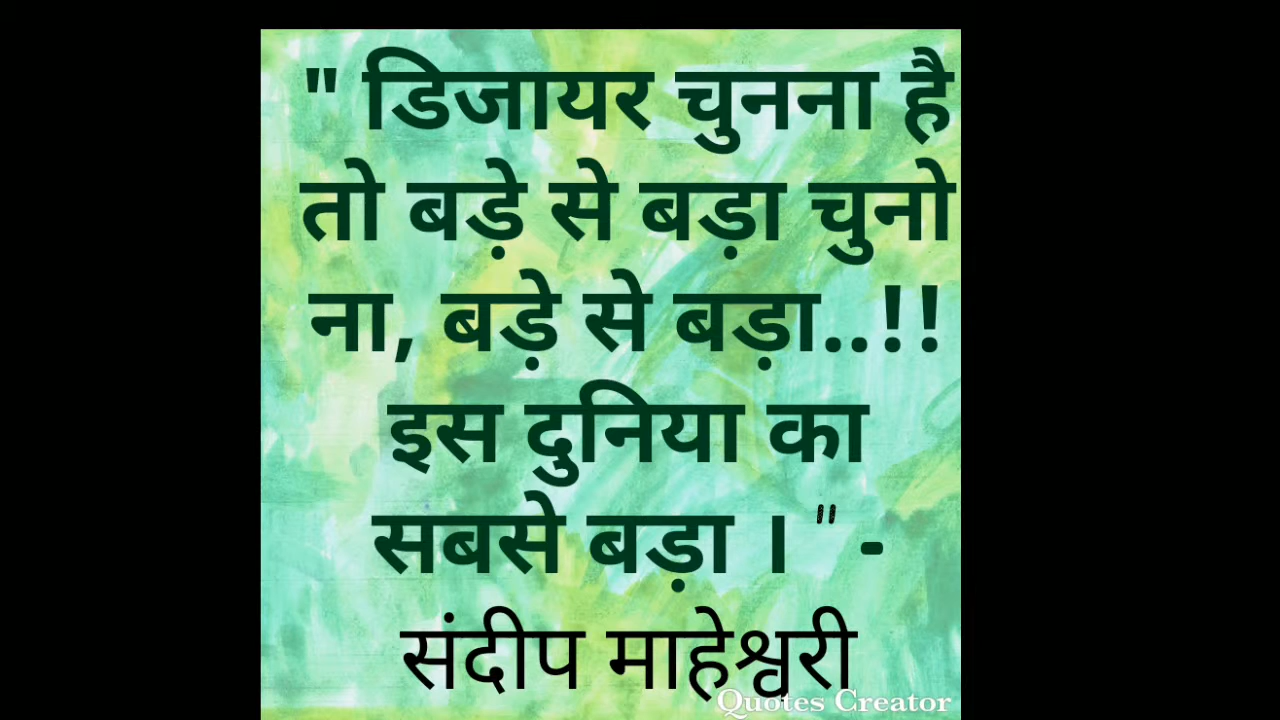 " डिजायर चुनना है
तो बड़े से बड़ा चुनो
ना, बड़े से बड़ा..!!
इस दुनिया का
सबसे बड़ा । " -
संदीप माहेश्वरी
Quotes Creator